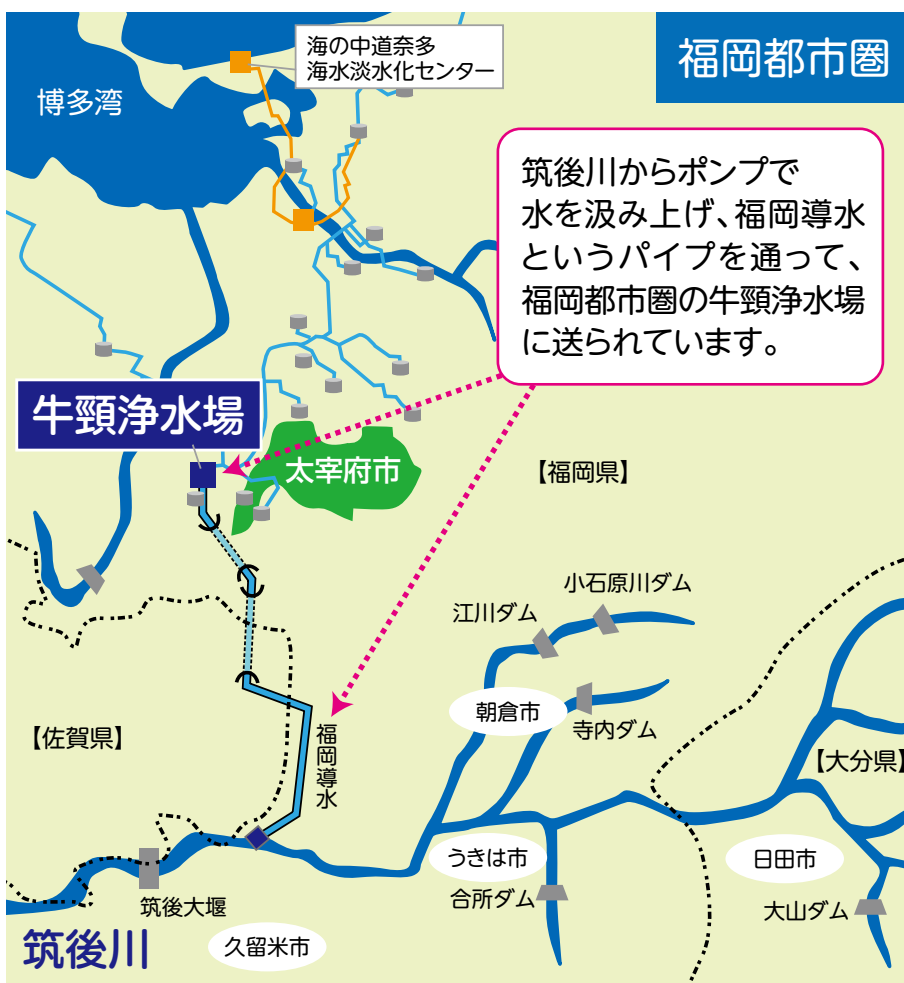 海の中道奈多
海水淡水化センター
福岡都市圏
博多湾
筑後川からポンプで
水を汲み上げ、福岡導水
というパイプを通って、
福岡都市圏の牛頸浄水場
に送られています。
牛頸浄水場
太宰府市
【福岡県】
小石原川ダム
江川ダム
朝倉市
寺内ダム
【佐賀県】
福岡導水
【大分県】
うきは市
日田市
合所ダム
大山ダム
筑後大堰
久留米市
筑後川